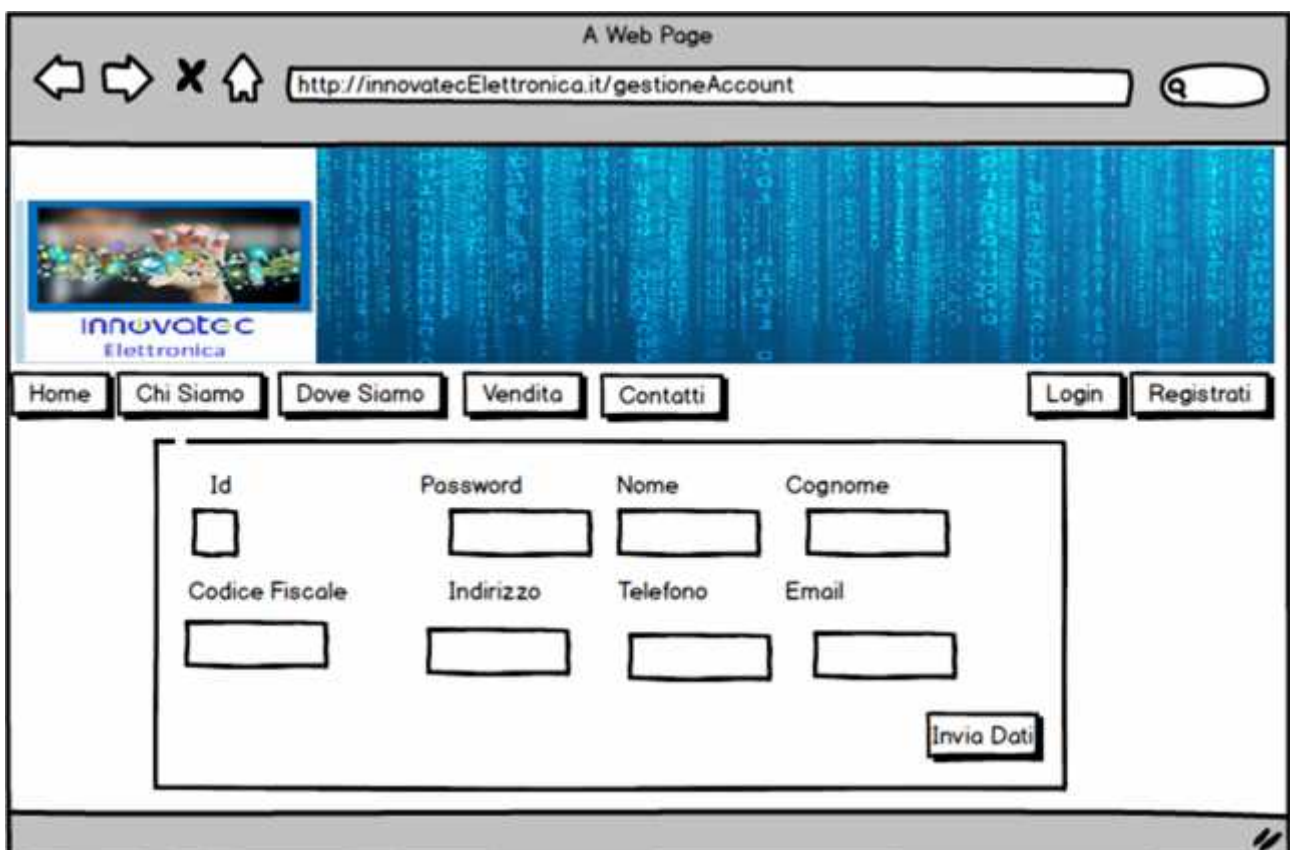 A Web Page
http://innovatecElettronica.it/gestioneAccount
Innovatec
Elettronica
Home Chi Siamo Dove Siamo Vendita Contatti Login Registrati
Id Password Nome Cognome
Codice Fiscale Indirizzo Telefono Email
Invia Dati